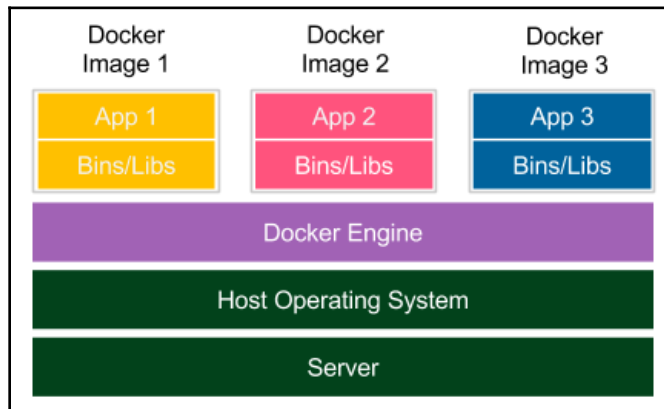 Docker
Image 1
Docker
Image 2
Docker
Image 3
App 1
App 2
App 3
Bins/Libs
Bins/Libs
Bins/Libs
Docker Engine
Host Operating System
Server